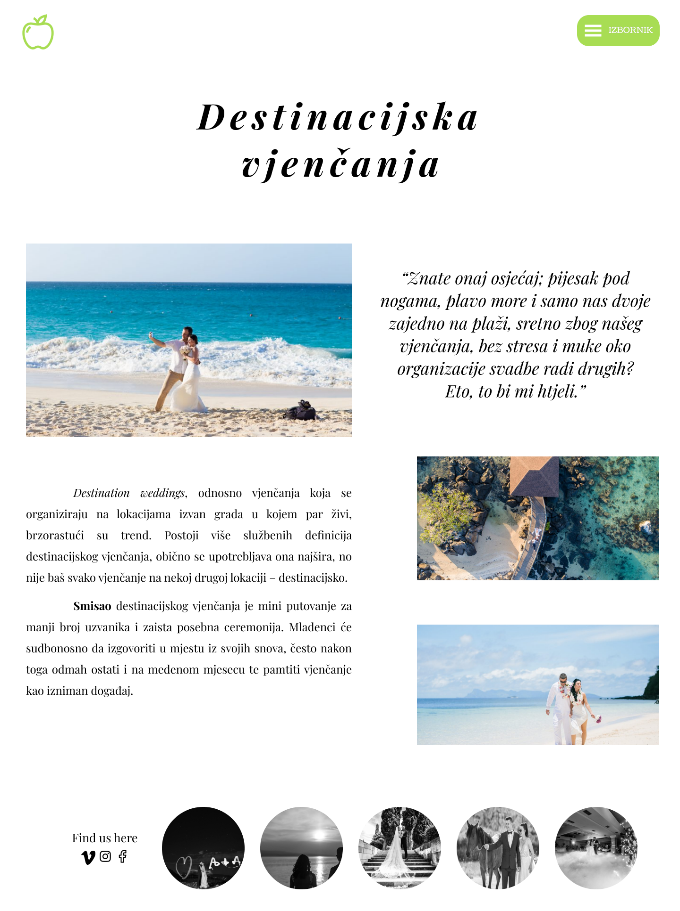 IZBORNIK
Destinacijska
vjenčanja
“Znate onaj osjećaj; pijesak pod
nogama, plavo more i samo nas dvoje
zajedno na plaži, sretno zbog našeg
vjenčanja, bez stresa i muke oko
organizacije svadbe radi drugih?
Eto, to bi mi htjeli.”
Destination weddings, odnosno vjenčanja koja se
organiziraju na lokacijama izvan grada u kojem par živi,
brzorastući su trend. Postoji više službenih definicija
destinacijskog vjenčanja, obično se upotrebljava ona najšira, no
nije baš svako vjenčanje na nekoj drugoj lokaciji – destinacijsko.
Smisao destinacijskog vjenčanja je mini putovanje za
manji broj uzvanika i zaista posebna ceremonija. Mladenci će
sudbonosno da izgovoriti u mjestu iz svojih snova, često nakon
toga odmah ostati i na medenom mjesecu te pamtiti vjenčanje
kao izniman događaj.
Find us here
A+A